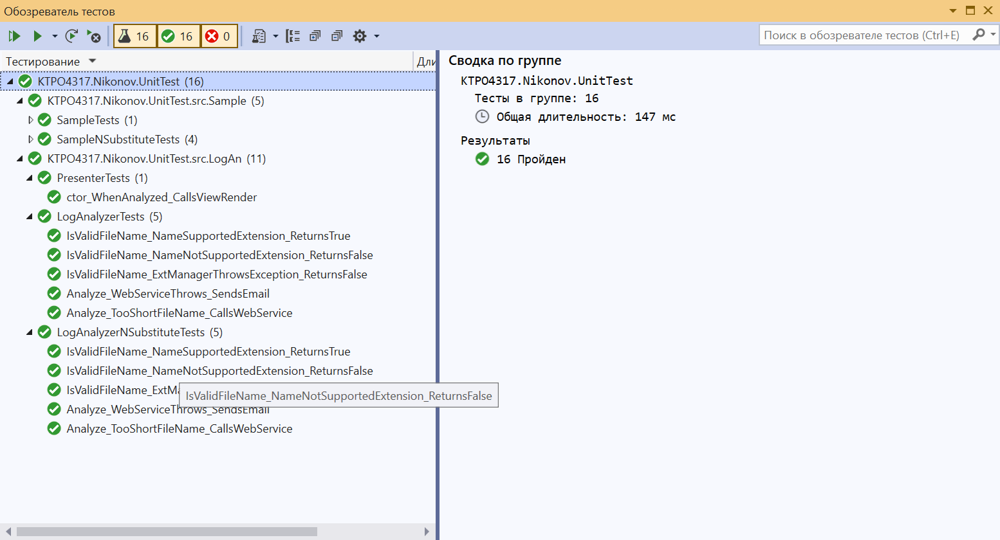 Обозреватель тестов
16 16 0
Поиск в обозревателе тестов (Ctrl+E)
Тестирование Дли
KTPO4317.Nikonov.UnitTest (16)
KTPO4317.Nikonov.UnitTest.src.Sample (5)
SampleTests (1)
SampleNSubstituteTests (4)
KTPO4317.Nikonov.UnitTest.src.LogAn (11)
PresenterTests (1)
ctor_WhenAnalyzed_CallsViewRender
LogAnalyzerTests (5)
IsValidFileName_NameSupportedExtension_ReturnsTrue
IsValidFileName_NameNotSupportedExtension_ReturnsFalse
IsValidFileName_ExtManagerThrowsException_ReturnsFalse
Analyze_WebServiceThrows_SendsEmail
Analyze_TooShortFileName_CallsWebService
LogAnalyzerNSubstituteTests (5)
IsValidFileName_NameSupportedExtension_ReturnsTrue
IsValidFileName_NameNotSupportedExtension_ReturnsFalse
IsValidFileName_ExtMa
IsValidFileName_NameNotSupportedExtension_ReturnsFalse
Analyze_WebServiceThrows_SendsEmail
Analyze_TooShortFileName_CallsWebService
Сводка по группе
KTPO4317.Nikonov.UnitTest
Тесты в группе: 16
Общая длительность: 147 мс
Результаты
16 Пройден